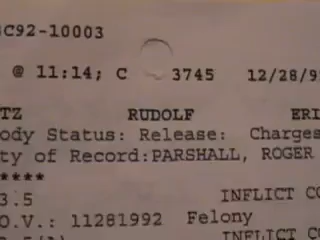 C92-10003
@ 11:14; C 3745 12/28/9
TZ RUDOLF ERI
ody Status: Release: Charges
ty of Record:PARSHALL, ROGER
****
3.5 INFLICT CO
O.V.: 11281992 Felony
INFLICT CO